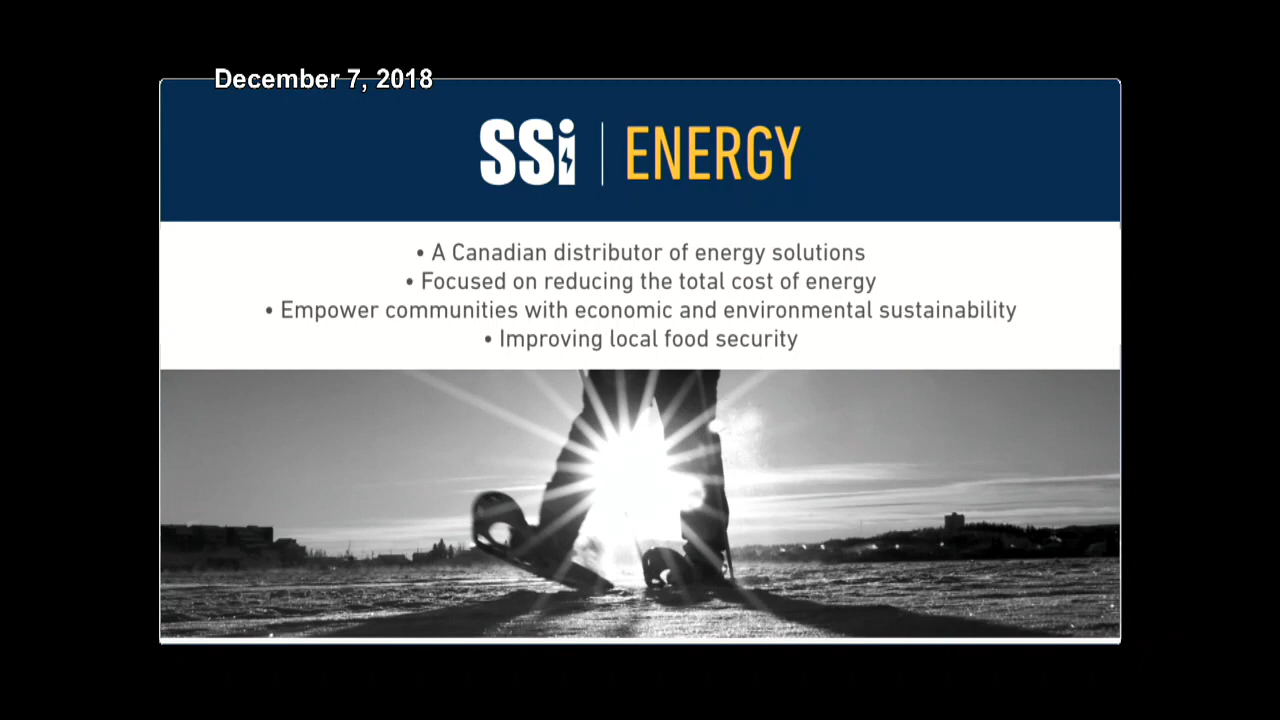 December 7, 2018
SSi | ENERGY
• A Canadian distributor of energy solutions
• Focused on reducing the total cost of energy
• Empower communities with economic and environmental sustainability
• Improving local food security